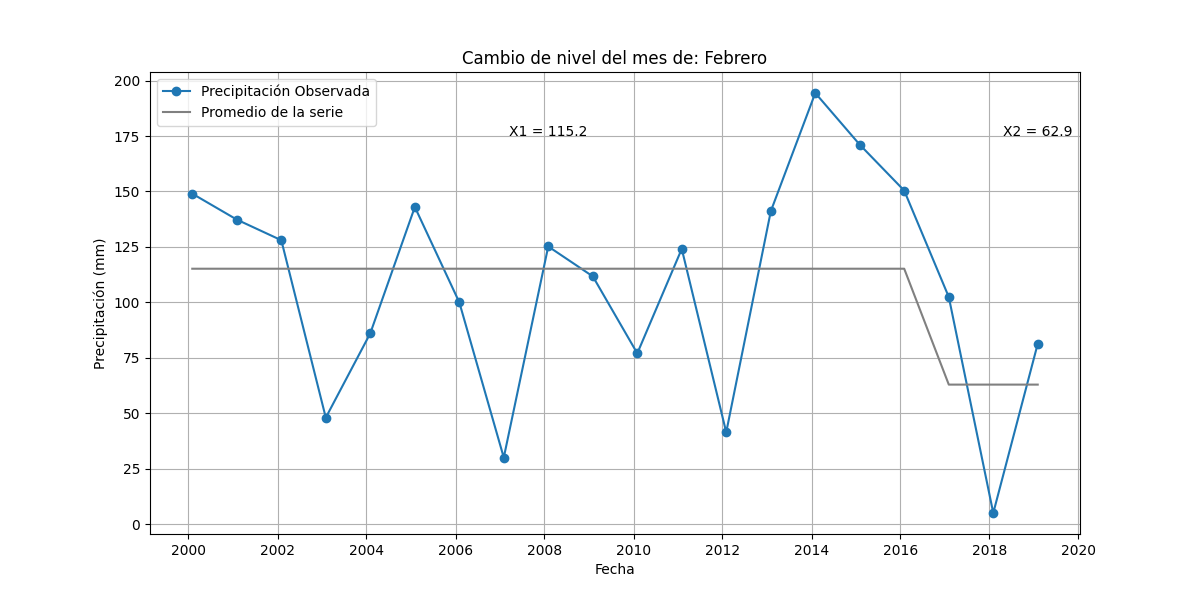 Cambio de nivel del mes de: Febrero
Precipitación Observada
Promedio de la serie
X1 = 115.2
X2 = 62.9
Precipitación (mm)
200
175
150
125
100
75
50
25
0
2000 2002 2004 2006 2008 2010 2012 2014 2016 2018 2020
Fecha